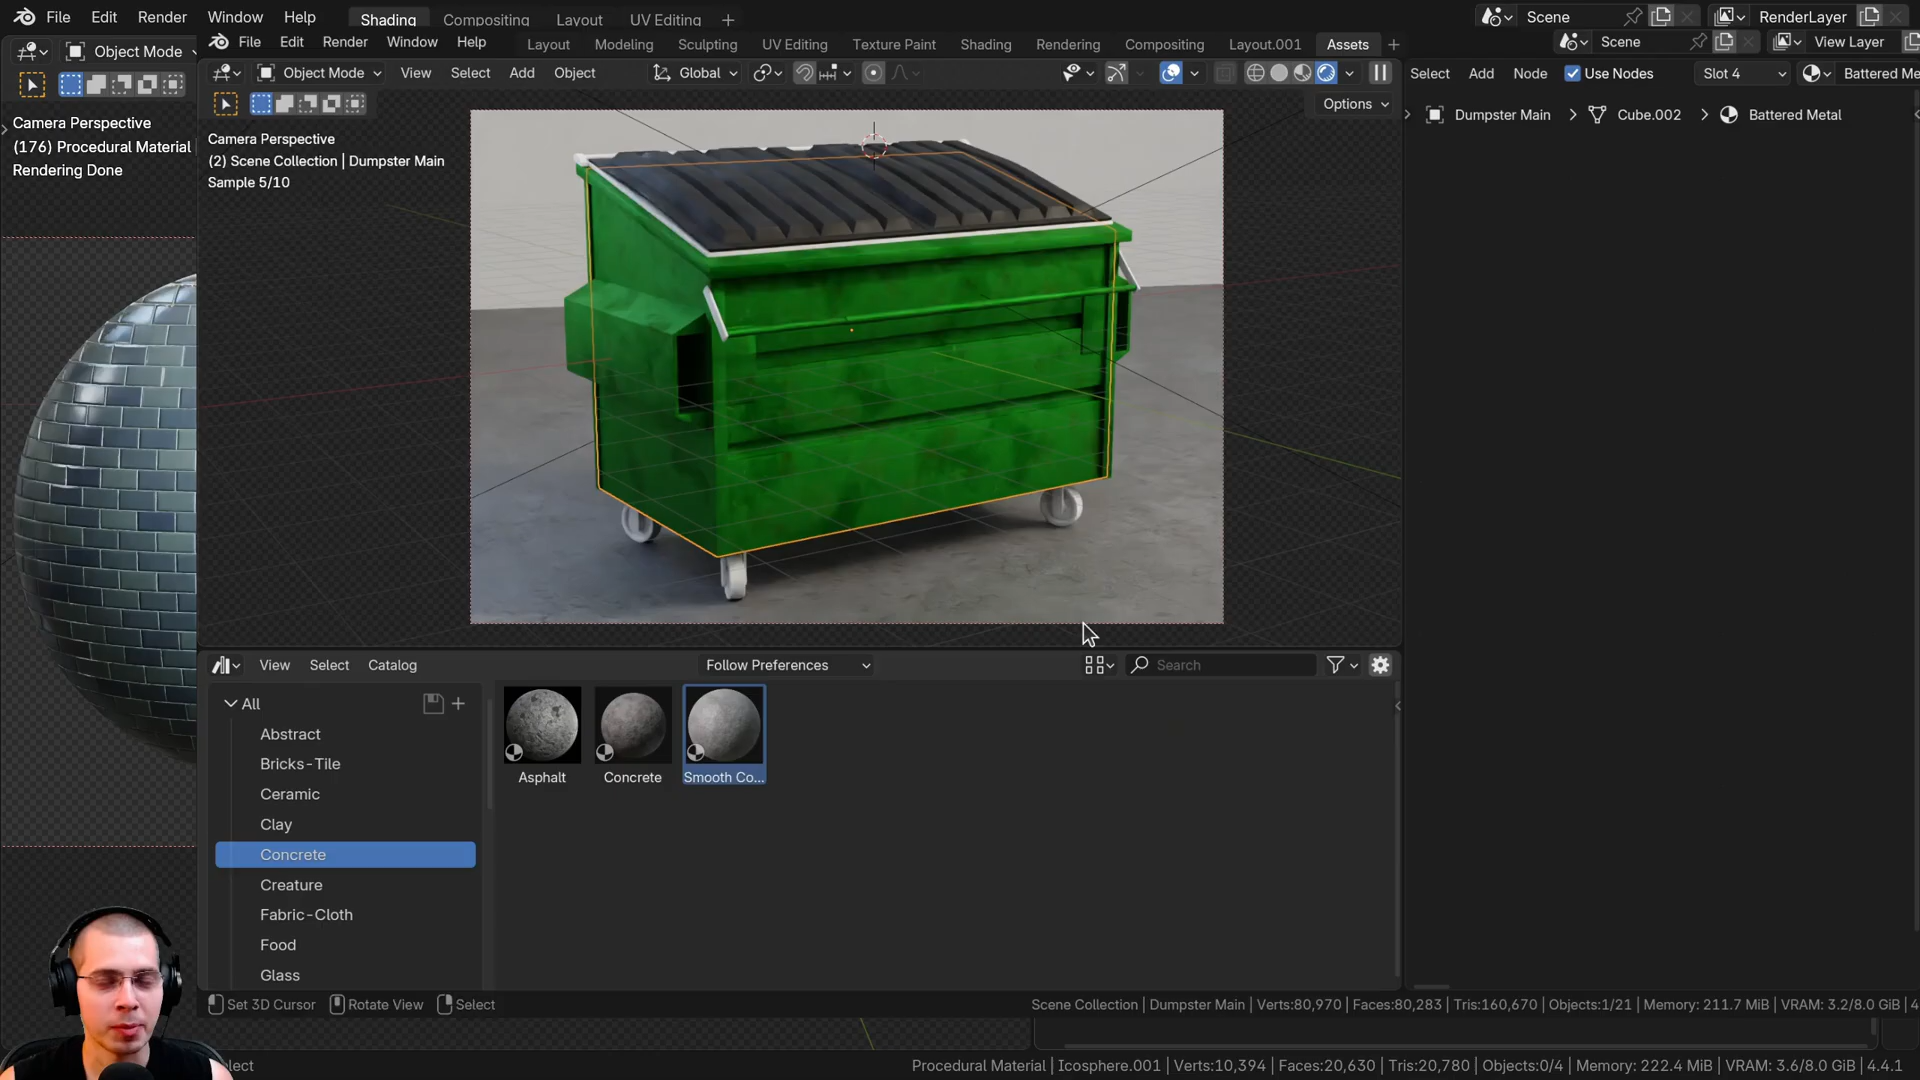 File Edit Render Window Help Shading Compositing Layout UV Editing Scene RenderLayer
File Edit Render Window Help Layout Modeling Sculpting UV Editing Texture Paint Shading Rendering Compositing Layout.001 Assets Scene View Layer
Object Mode
Object Mode View Select Add Object Global
Select Add Node Use Nodes Slot 4 Battered Me
Options
Camera Perspective
(176) Procedural Material
Rendering Done
Camera Perspective
(2) Scene Collection | Dumpster Main
Sample 5/10
Dumpster Main Cube.002 Battered Metal
View Select Catalog Follow Preferences Search
All
Abstract
Bricks-Tile
Ceramic
Clay
Concrete
Creature
Fabric-Cloth
Food
Glass
Asphalt
Concrete
Smooth Co...
Set 3D Cursor Rotate View Select
Scene Collection | Dumpster Main | Verts:80,970 | Faces:80,283 | Tris:160,670 | Objects:1/21 | Memory: 211.7 MiB | VRAM: 3.2/8.0 GiB | 4
lect
Procedural Material | Icosphere.001 | Verts:10,394 | Faces:20,630 | Tris:20,780 | Objects:0/4 | Memory: 222.4 MiB | VRAM: 3.6/8.0 GiB | 4.4.1